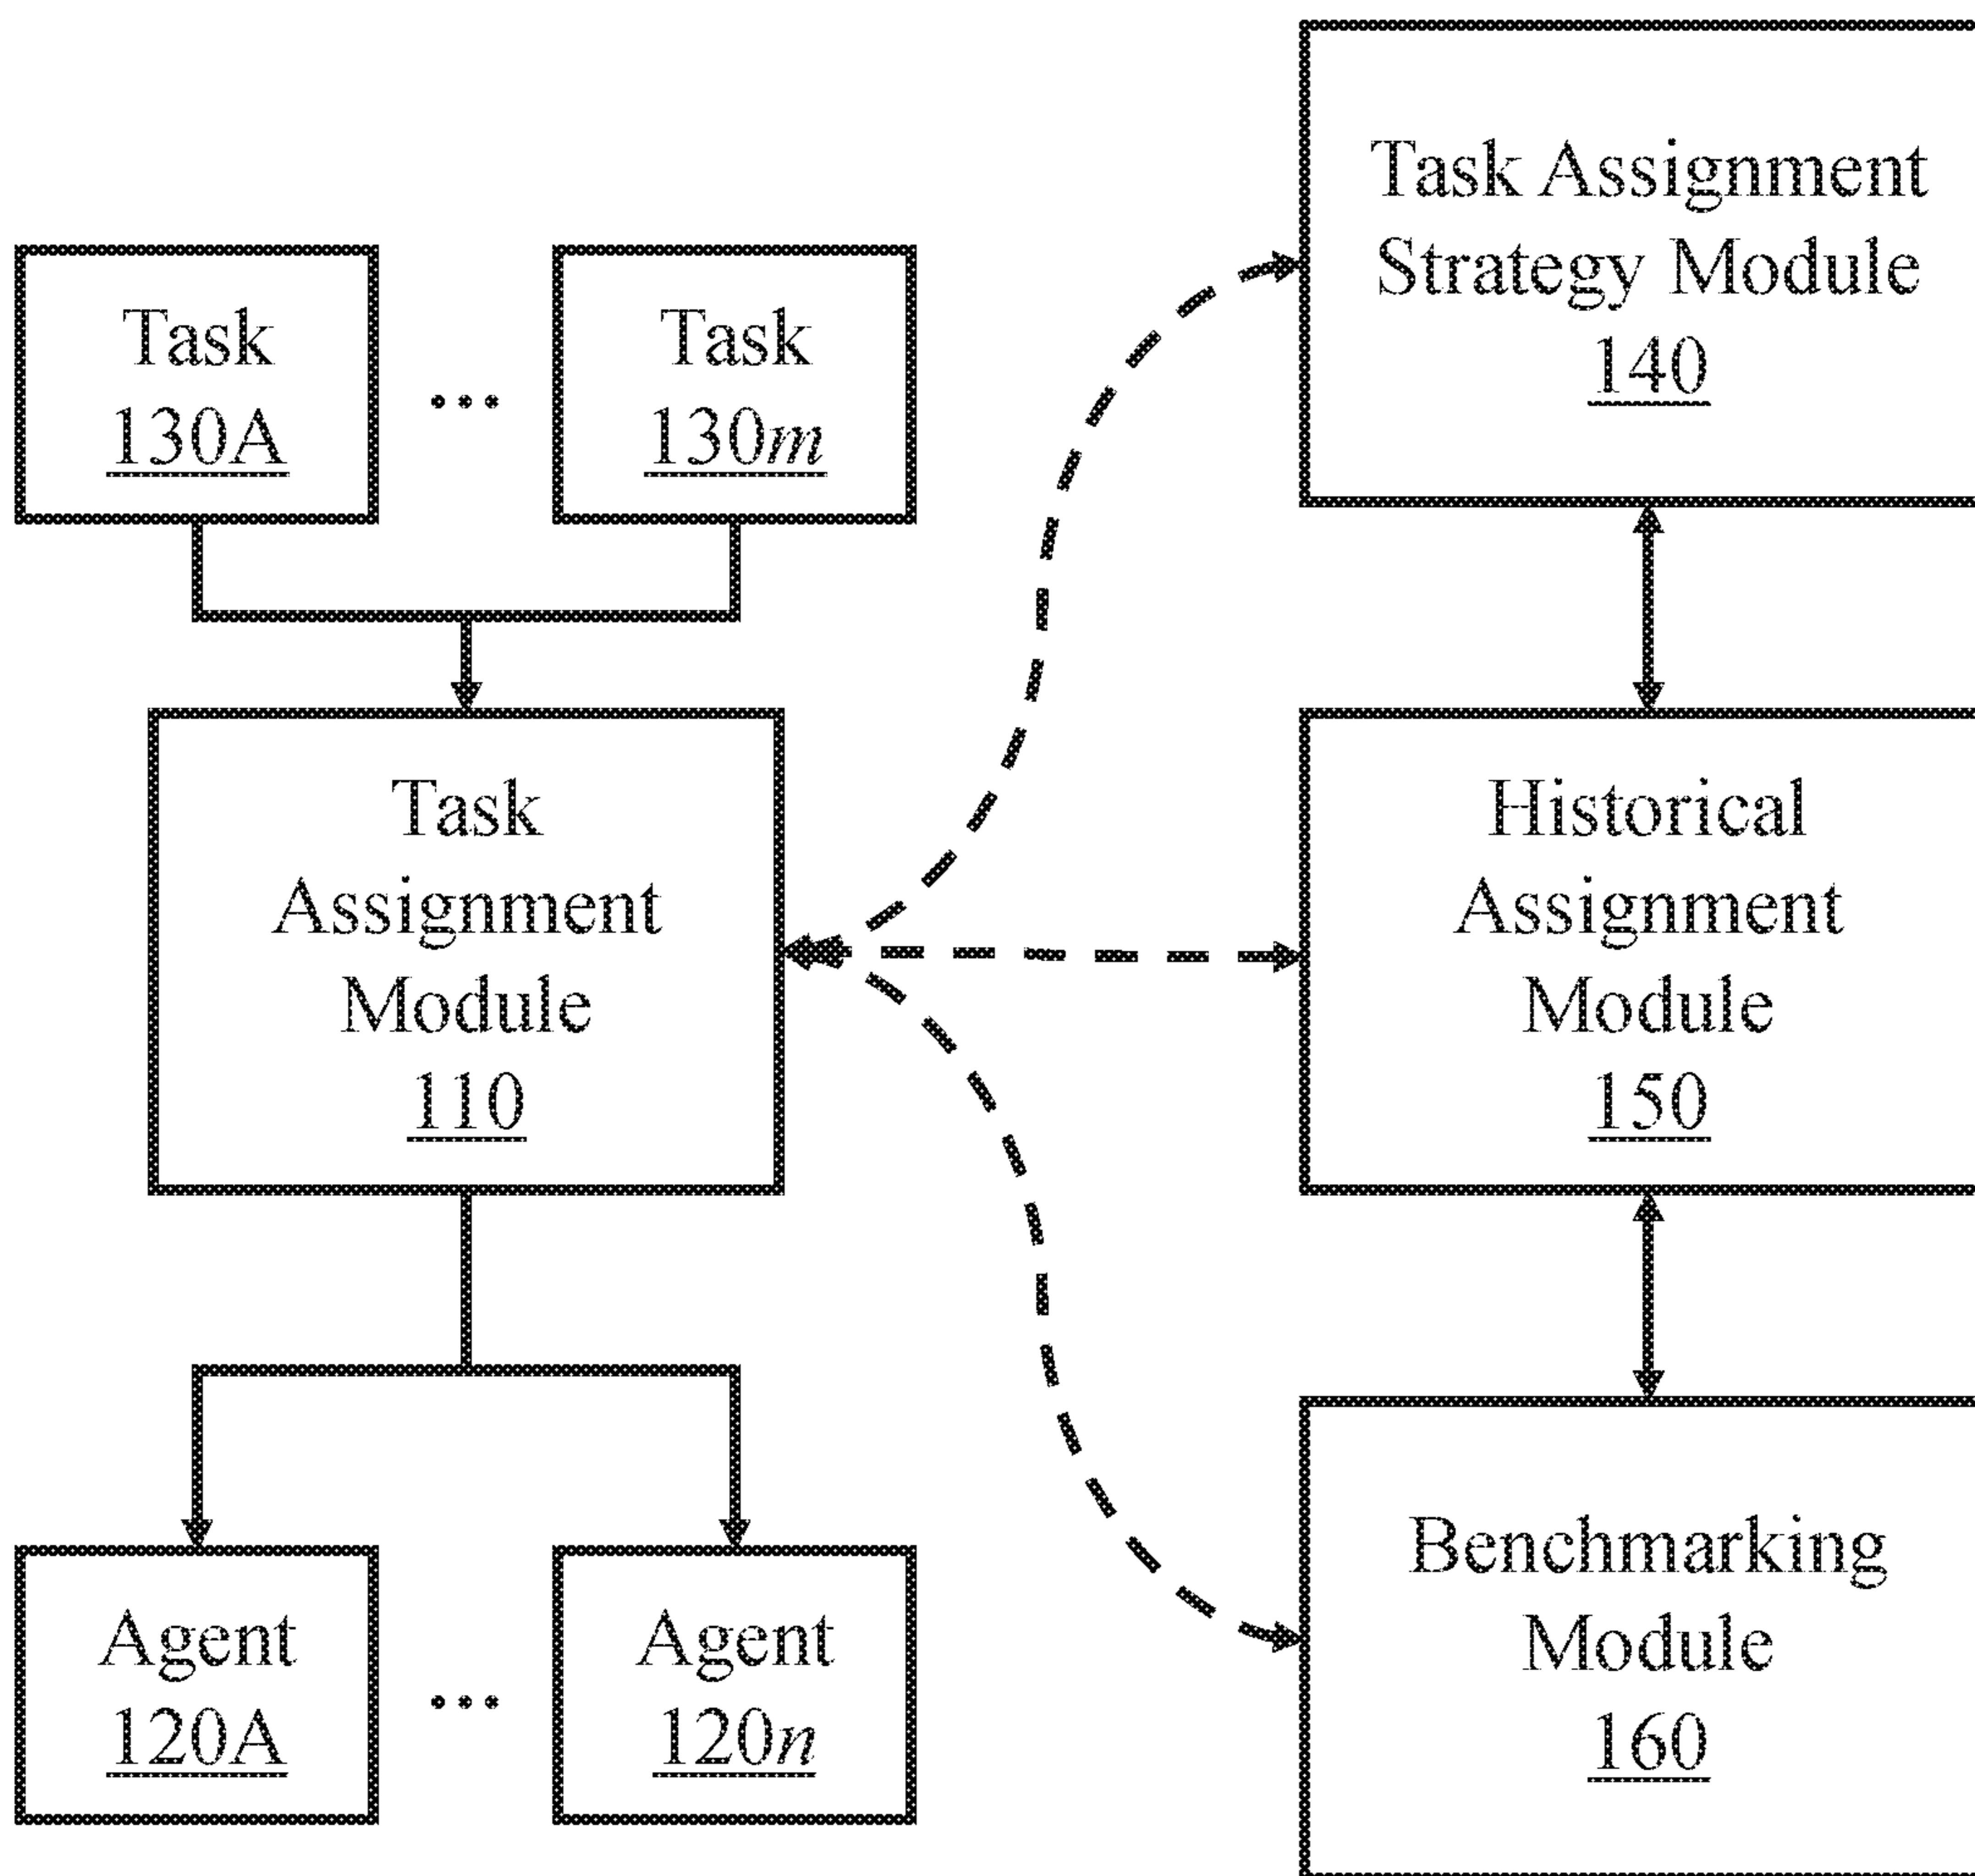 Task
130A
...
Task
130m
Task Assignment
Strategy Module
140
Task
Assignment
Module
110
Historical
Assignment
Module
150
Agent
120A
...
Agent
120n
Benchmarking
Module
160